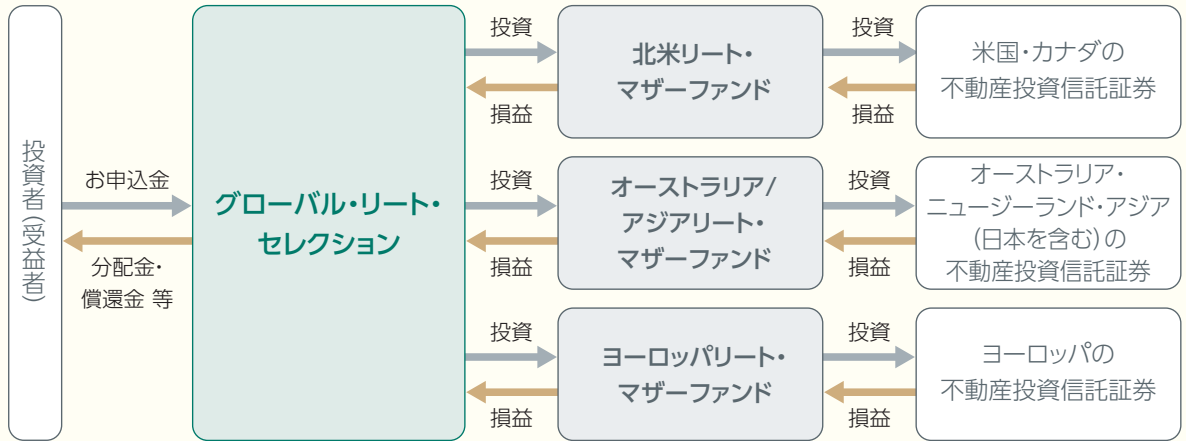 投資者(受益者)
お申込金
分配金・
償還金 等
グローバル・リート・
セレクション
投資
損益
北米リート・
マザーファンド
投資
損益
米国・カナダの
不動産投資信託証券
投資
損益
オーストラリア/
アジアリート・
マザーファンド
投資
損益
オーストラリア・
ニュージーランド・アジア
(日本を含む)の
不動産投資信託証券
投資
損益
ヨーロッパリート・
マザーファンド
投資
損益
ヨーロッパの
不動産投資信託証券